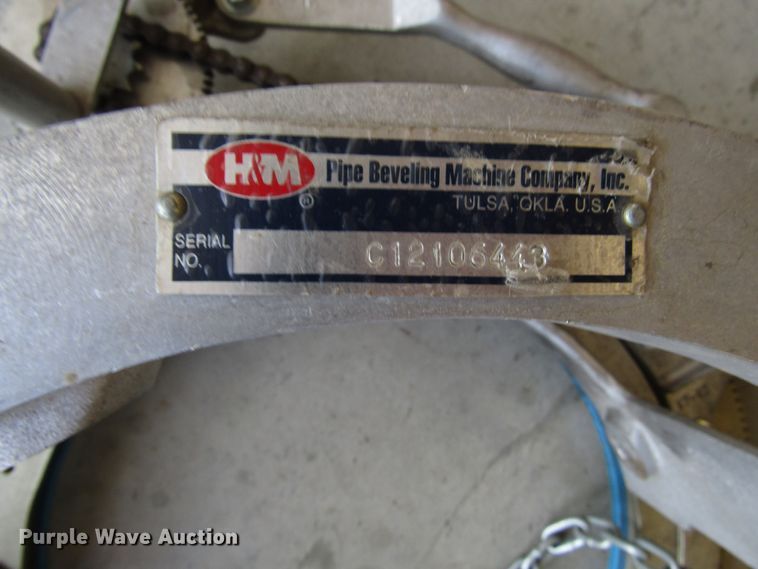 H&M
®
Pipe Beveling Machine Company, Inc.
TULSA, OKLA. U.S.A.
SERIAL
NO.
C12106443
Purple Wave Auction